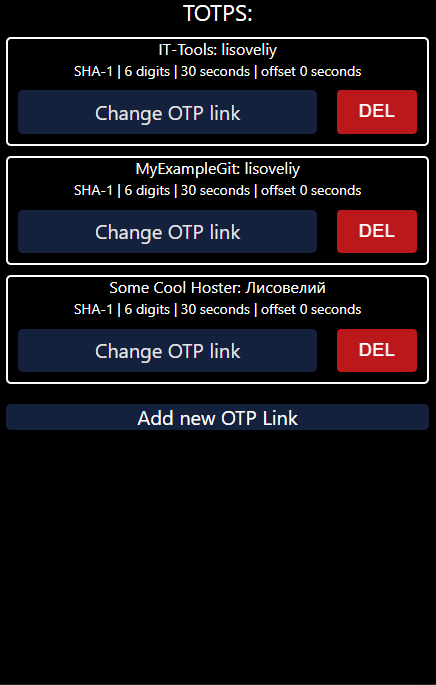 TOTPS:
IT-Tools: lisoveliy
SHA-1 | 6 digits | 30 seconds | offset 0 seconds
Change OTP link DEL
MyExampleGit: lisoveliy
SHA-1 | 6 digits | 30 seconds | offset 0 seconds
Change OTP link DEL
Some Cool Hoster: Лисовелий
SHA-1 | 6 digits | 30 seconds | offset 0 seconds
Change OTP link DEL
Add new OTP Link